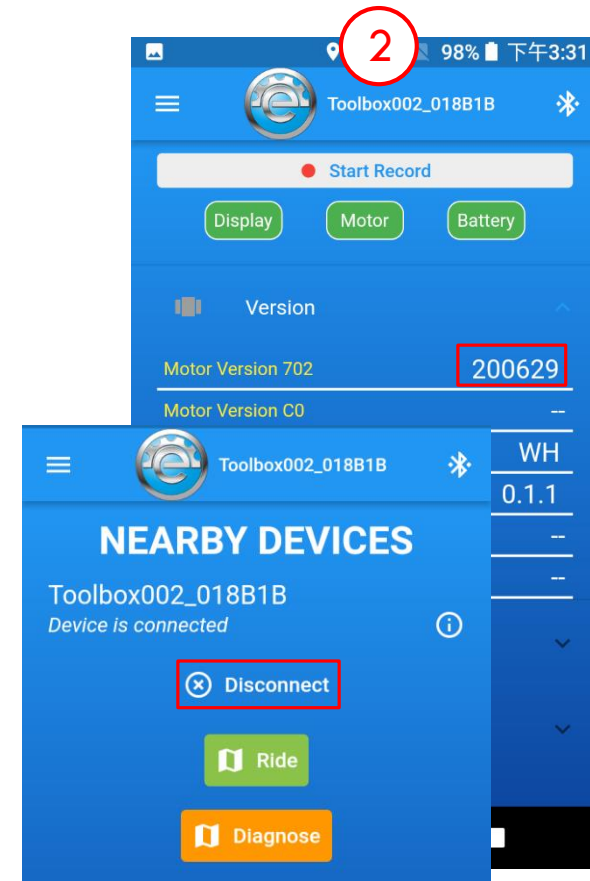 2
98% 下午3:31
Toolbox002_018B1B
Start Record
Display Motor Battery
Version
Motor Version 702 200629
Motor Version C0 --
WH
0.1.1
--
--
Toolbox002_018B1B
NEARBY DEVICES
Toolbox002_018B1B
Device is connected
Disconnect
Ride
Diagnose